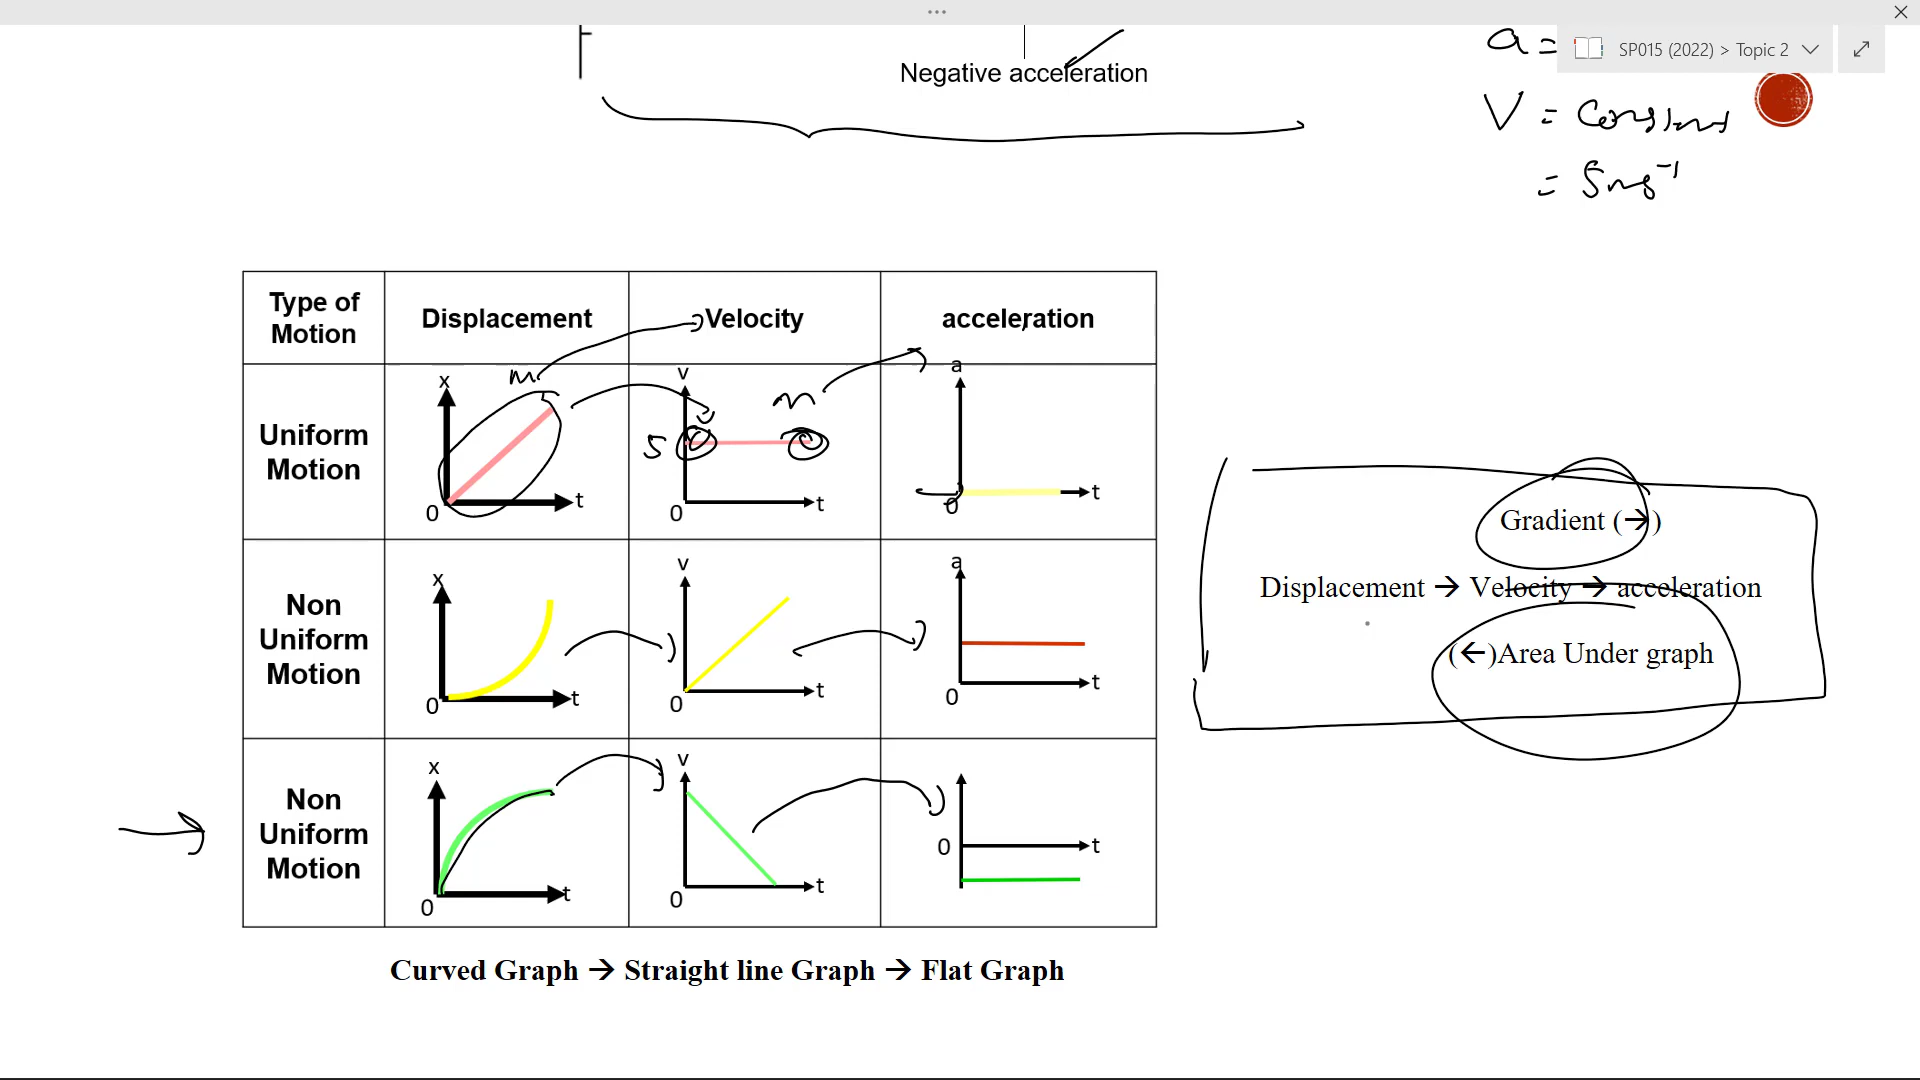 SP015 (2022) > Topic 2
a =
Negative acceleration
V = Constant
= 5ms⁻¹
Type of Motion Displacement Velocity acceleration
Uniform Motion
x m
0 t
v m
5
0 t
a
0 t
Non Uniform Motion
x
0 t
v
0 t
a
0 t
Non Uniform Motion
x
0 t
v
0 t
0 t
Curved Graph → Straight line Graph → Flat Graph
Gradient (→)
Displacement → Velocity → acceleration
(←)Area Under graph